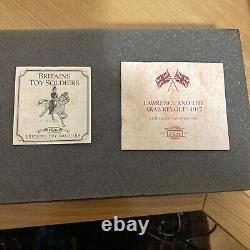 BRITAINS
TOY SOLDIERS
BRITAINS TOY SOLDIERS
LAWRENCE AND THE
ARAB REVOLT - 1917